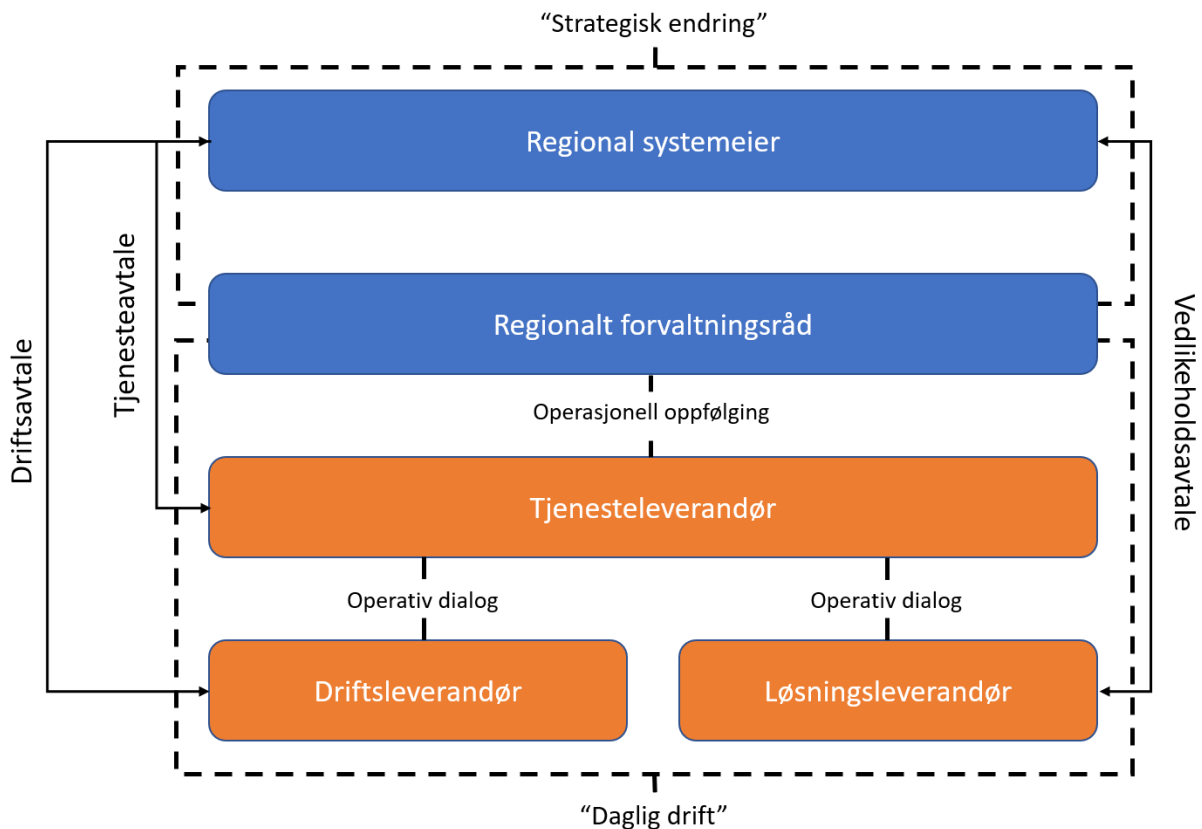 “Strategisk endring”
Regional systemeier
Regionalt forvaltningsråd
Driftsavtale
Tjenesteavtale
Vedlikeholdsavtale
Operasjonell oppfølging
Tjenesteleverandør
Operativ dialog
Operativ dialog
Driftsleverandør
Løsningsleverandør
“Daglig drift”